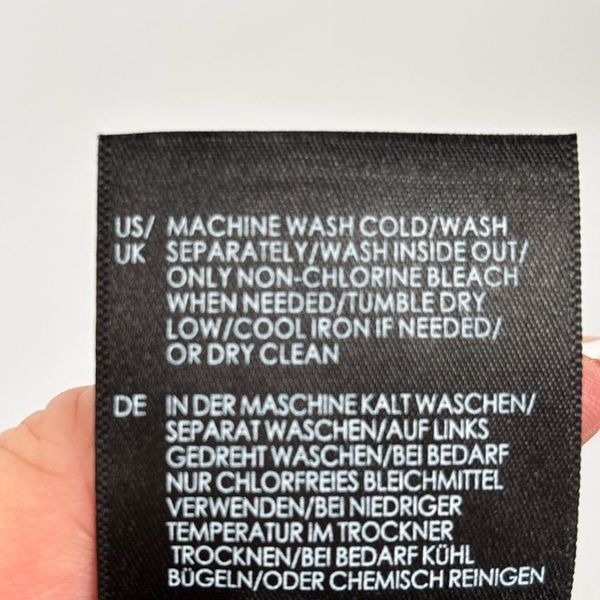 US/ MACHINE WASH COLD/WASH
UK SEPARATELY/WASH INSIDE OUT/
ONLY NON-CHLORINE BLEACH
WHEN NEEDED/TUMBLE DRY
LOW/COOL IRON IF NEEDED/
OR DRY CLEAN
DE IN DER MASCHINE KALT WASCHEN/
SEPARAT WASCHEN/AUF LINKS
GEDREHT WASCHEN/BEI BEDARF
NUR CHLORFREIES BLEICHMITTEL
VERWENDEN/BEI NIEDRIGER
TEMPERATUR IM TROCKNER
TROCKNEN/BEI BEDARF KÜHL
BÜGELN/ODER CHEMISCH REINIGEN